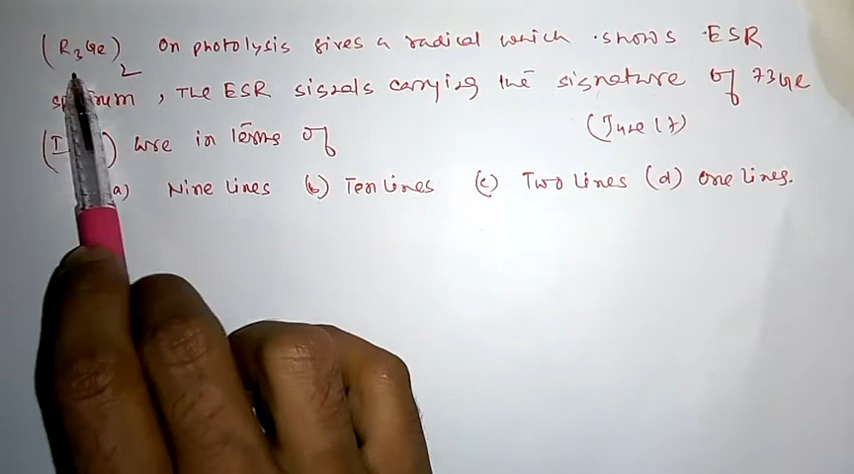 (R3Ge)2 On photolysis gives a radical which shows ESR
, The ESR signals carrying the signature of 73Ge
are in terms of (June 17)
(a) Nine lines (b) Ten lines (c) Two lines (d) One lines.